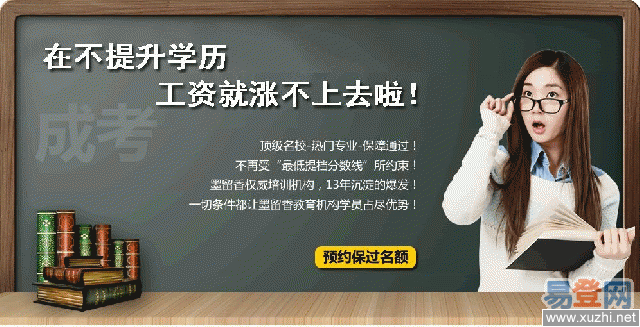 在不提升学历
工资就涨不上去啦！
成考
顶级名校-热门专业-保障通过！
不再受“最低提档分数线”所约束！
墨留香权威培训机构，13年沉淀的爆发！
一切条件都让墨留香教育机构学员占尽优势！
预约保过名额
易登网
www.xuzhi.net